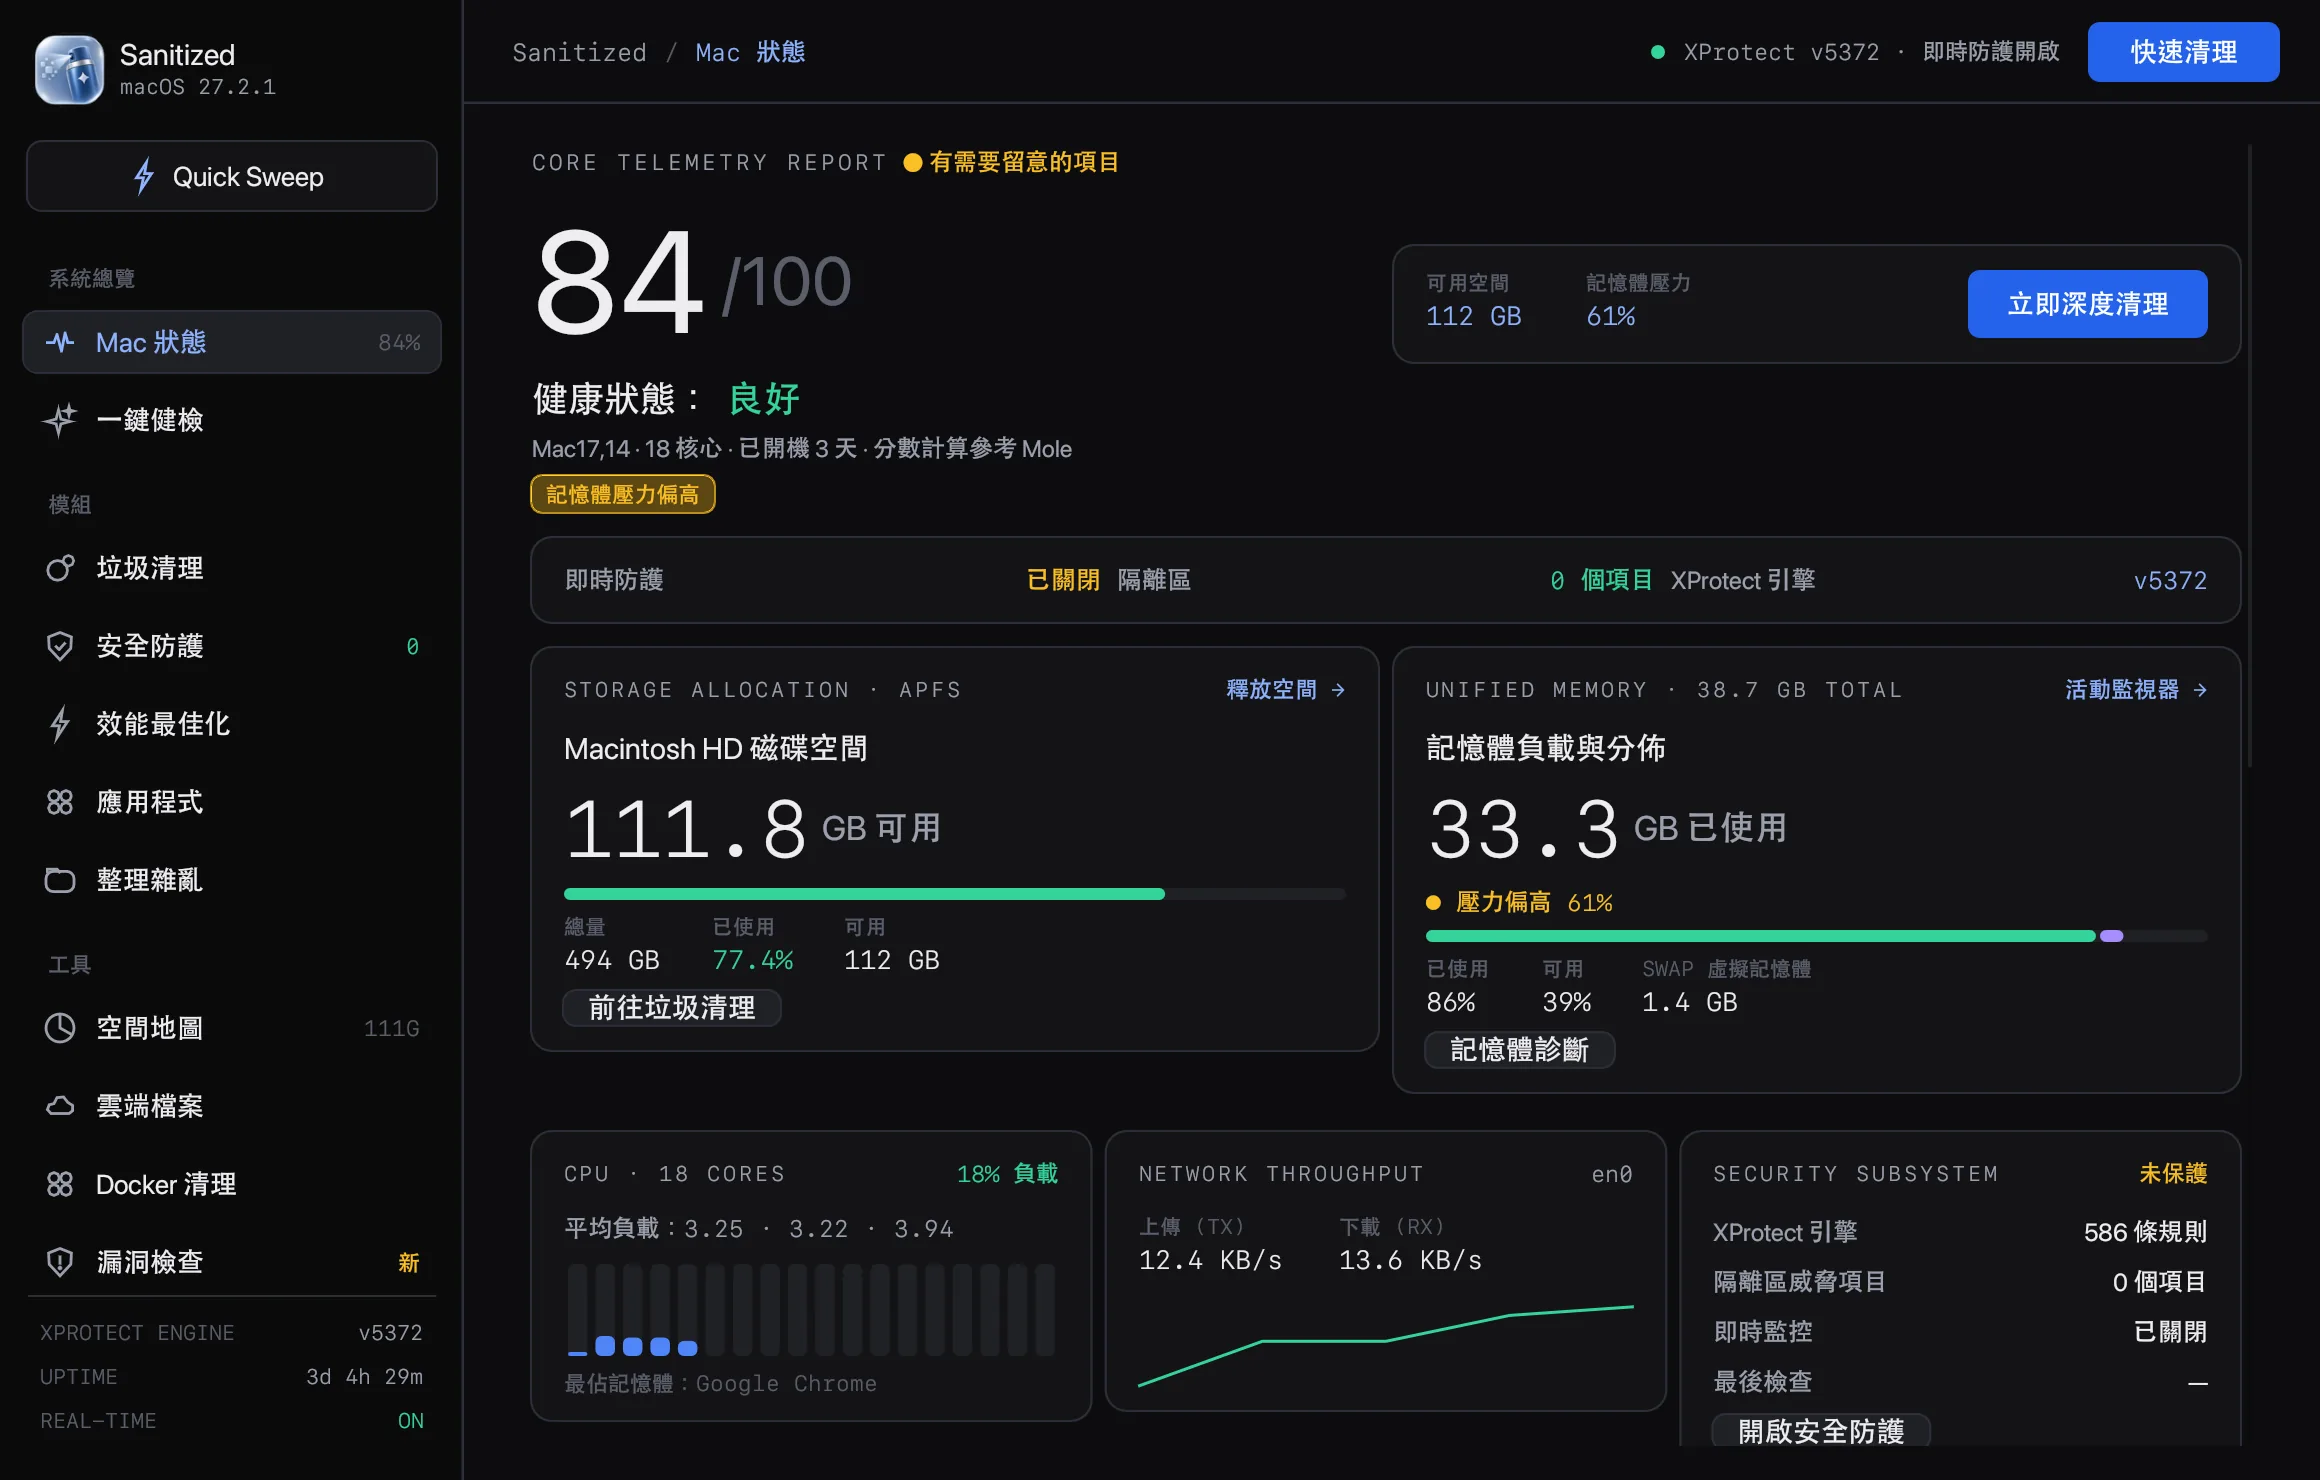 Sanitized
macOS 27.2.1
Quick Sweep
系統總覽
Mac 狀態 84%
一鍵健檢
模組
垃圾清理
安全防護 0
效能最佳化
應用程式
整理雜亂
工具
空間地圖 111G
雲端檔案
Docker 清理
漏洞檢查 新
XPROTECT ENGINE v5372
UPTIME 3d 4h 29m
REAL-TIME ON
Sanitized / Mac 狀態
XProtect v5372 · 即時防護開啟
快速清理
CORE TELEMETRY REPORT 有需要留意的項目
84 /100
健康狀態： 良好
Mac17,14 · 18 核心 · 已開機 3 天 · 分數計算參考 Mole
記憶體壓力偏高
可用空間 記憶體壓力
112 GB 61%
立即深度清理
即時防護 已關閉 隔離區 0 個項目 XProtect 引擎 v5372
STORAGE ALLOCATION · APFS 釋放空間 →
Macintosh HD 磁碟空間
111.8 GB 可用
總量 已使用 可用
494 GB 77.4% 112 GB
前往垃圾清理
UNIFIED MEMORY · 38.7 GB TOTAL 活動監視器 →
記憶體負載與分佈
33.3 GB 已使用
壓力偏高 61%
已使用 可用 SWAP 虛擬記憶體
86% 39% 1.4 GB
記憶體診斷
CPU · 18 CORES 18% 負載
平均負載：3.25 · 3.22 · 3.94
最佔記憶體：Google Chrome
NETWORK THROUGHPUT en0
上傳 (TX) 下載 (RX)
12.4 KB/s 13.6 KB/s
SECURITY SUBSYSTEM 未保護
XProtect 引擎 586 條規則
隔離區威脅項目 0 個項目
即時監控 已關閉
最後檢查 —
開啟安全防護